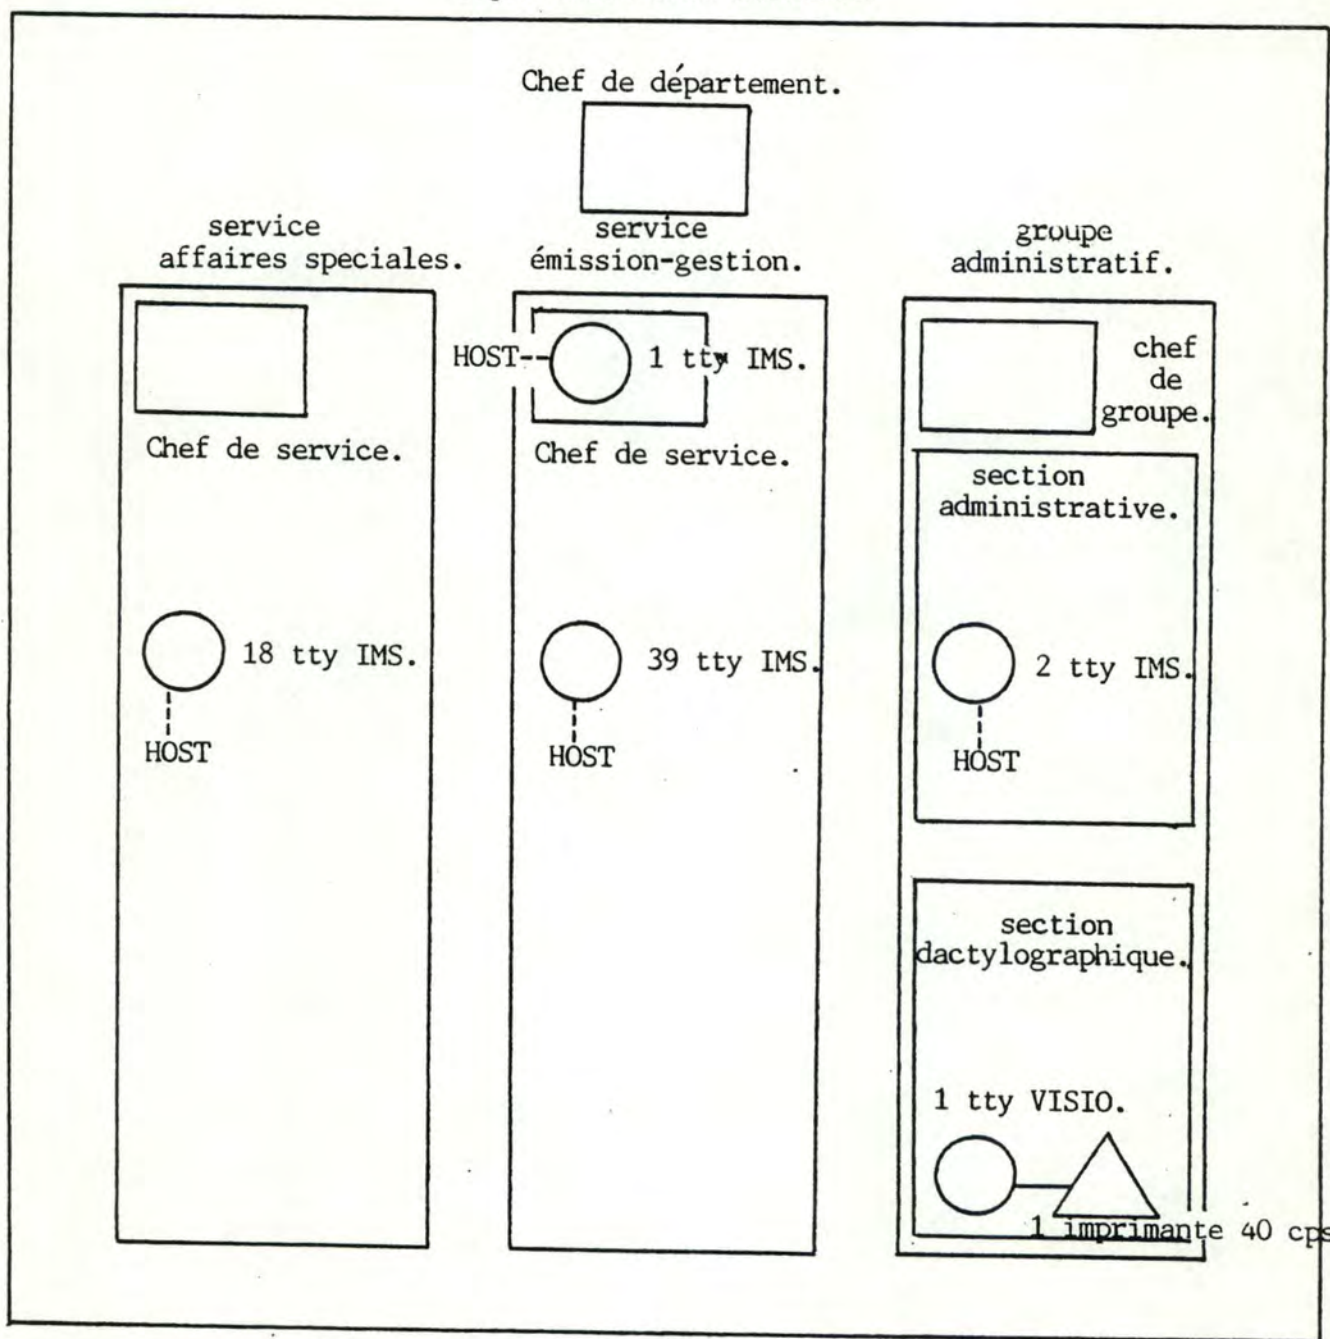 Chef de département.
service
affaires speciales.
service
émission-gestion.
groupe
administratif.
HOST
1 tty IMS.
chef
de
groupe.
Chef de service.
Chef de service.
section
administrative.
18 tty IMS.
39 tty IMS.
2 tty IMS.
HOST
HOST
HOST
section
dactylographique.
1 tty VISIO.
1 imprimante 40 cps